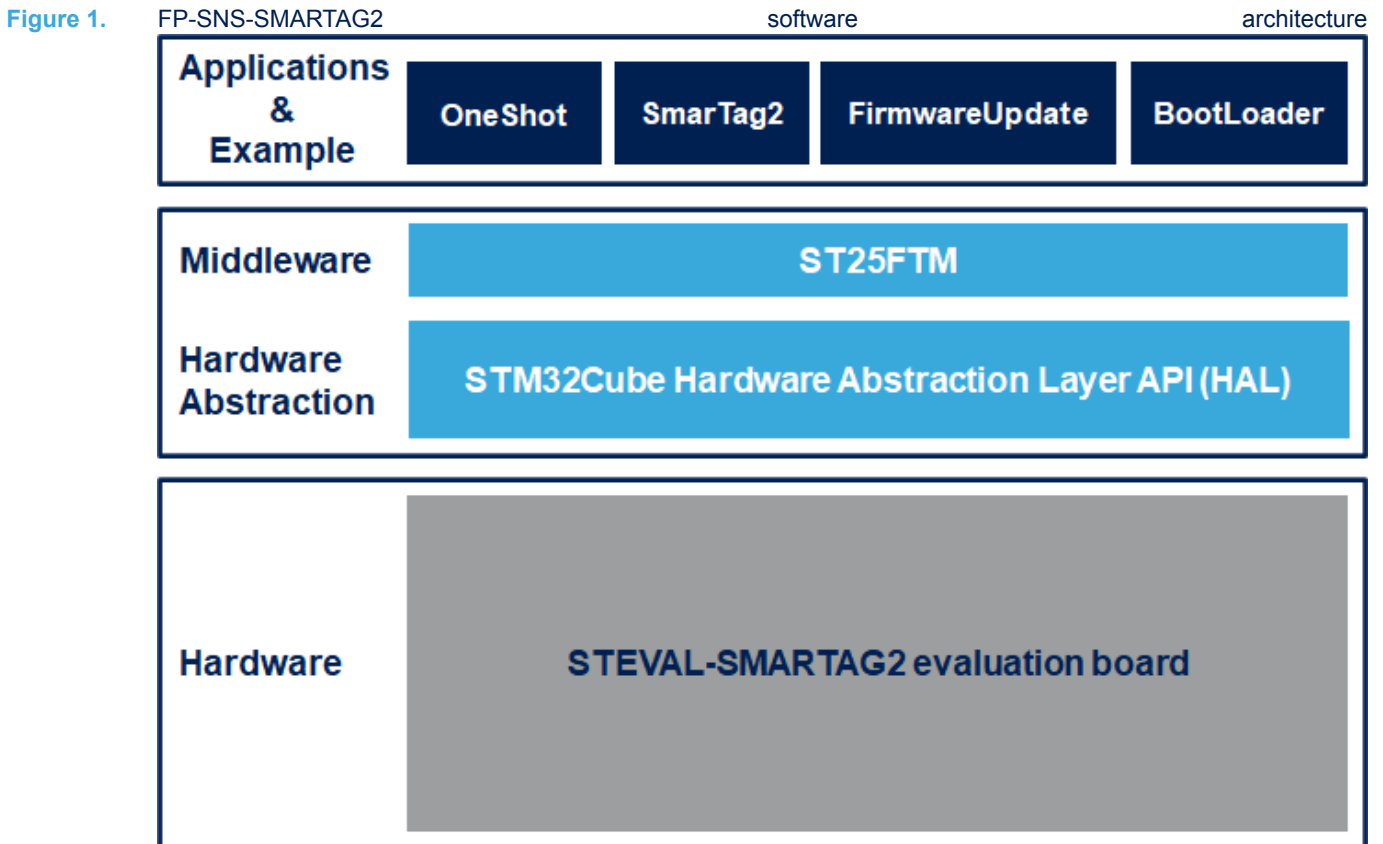 Figure 1. FP-SNS-SMARTAG2 software architecture
Applications
&
Example
OneShot
SmarTag2
FirmwareUpdate
BootLoader
Middleware
ST25FTM
Hardware
Abstraction
STM32Cube Hardware Abstraction Layer API (HAL)
Hardware
STEVAL-SMARTAG2 evaluation board